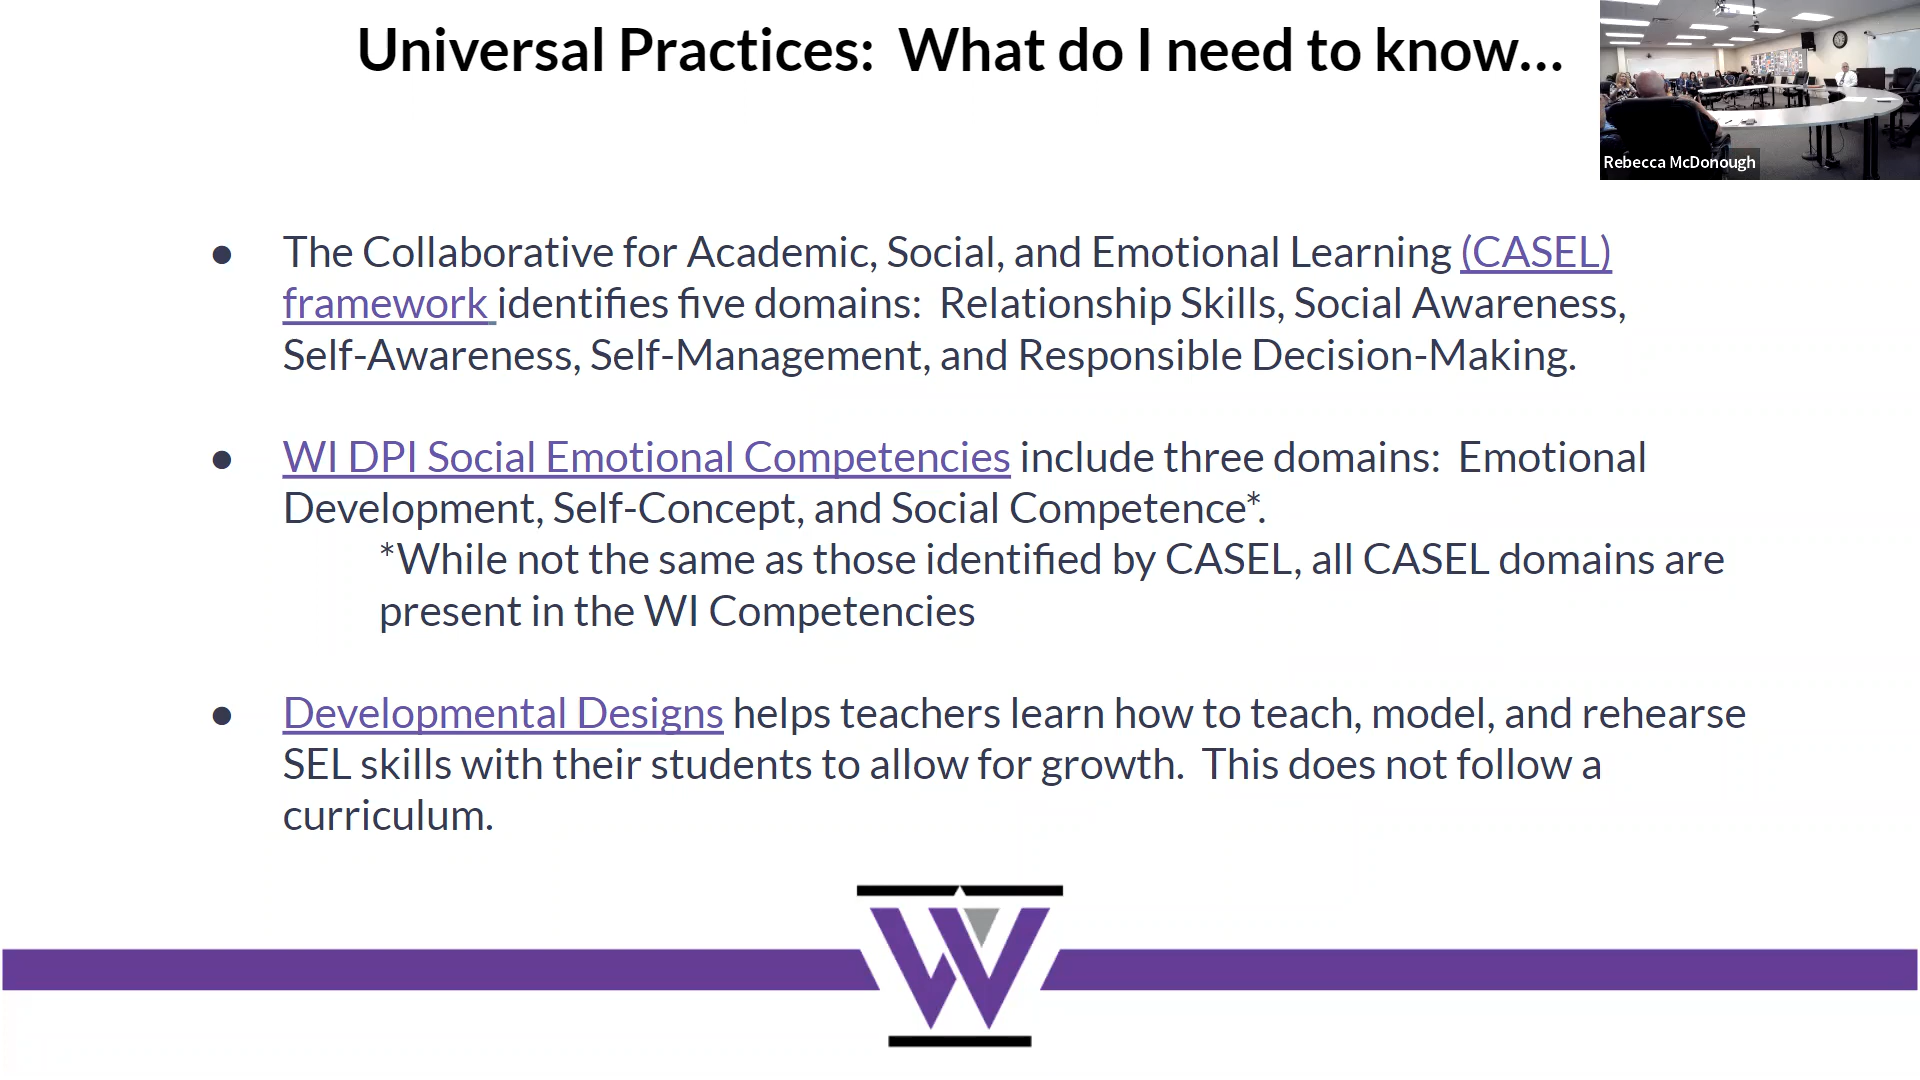 Universal Practices:  What do I need to know...
Rebecca McDonough
● The Collaborative for Academic, Social, and Emotional Learning (CASEL)
framework identifies five domains:  Relationship Skills, Social Awareness,
Self-Awareness, Self-Management, and Responsible Decision-Making.
● WI DPI Social Emotional Competencies include three domains:  Emotional
Development, Self-Concept, and Social Competence*.
*While not the same as those identified by CASEL, all CASEL domains are
present in the WI Competencies
● Developmental Designs helps teachers learn how to teach, model, and rehearse
SEL skills with their students to allow for growth.  This does not follow a
curriculum.
W